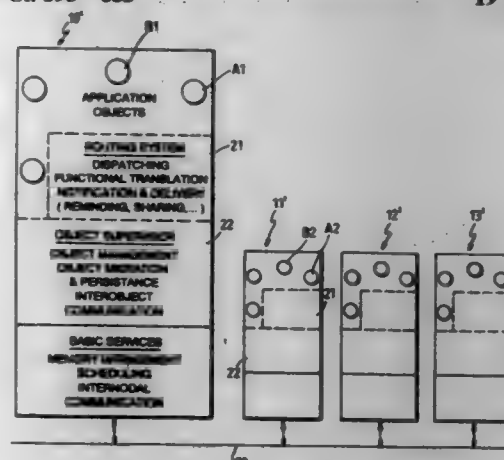 19
10'
B1
A1
APPLICATION
OBJECTS
ROUTING SYSTEM
DISPATCHING
FUNCTIONAL TRANSLATION
NOTIFICATION & DELIVERY
( REMINDING, SHARING,... )
21
OBJECT SUPERVISION
OBJECT MANAGEMENT
OBJECT MIGRATION
& PERSISTANCE
INTEROBJECT
COMMUNICATION
22
BASIC SERVICES
MEMORY MANAGEMENT
SCHEDULING
INTERNODAL
COMMUNICATION
11'
B2
A2
21
22
12'
13'